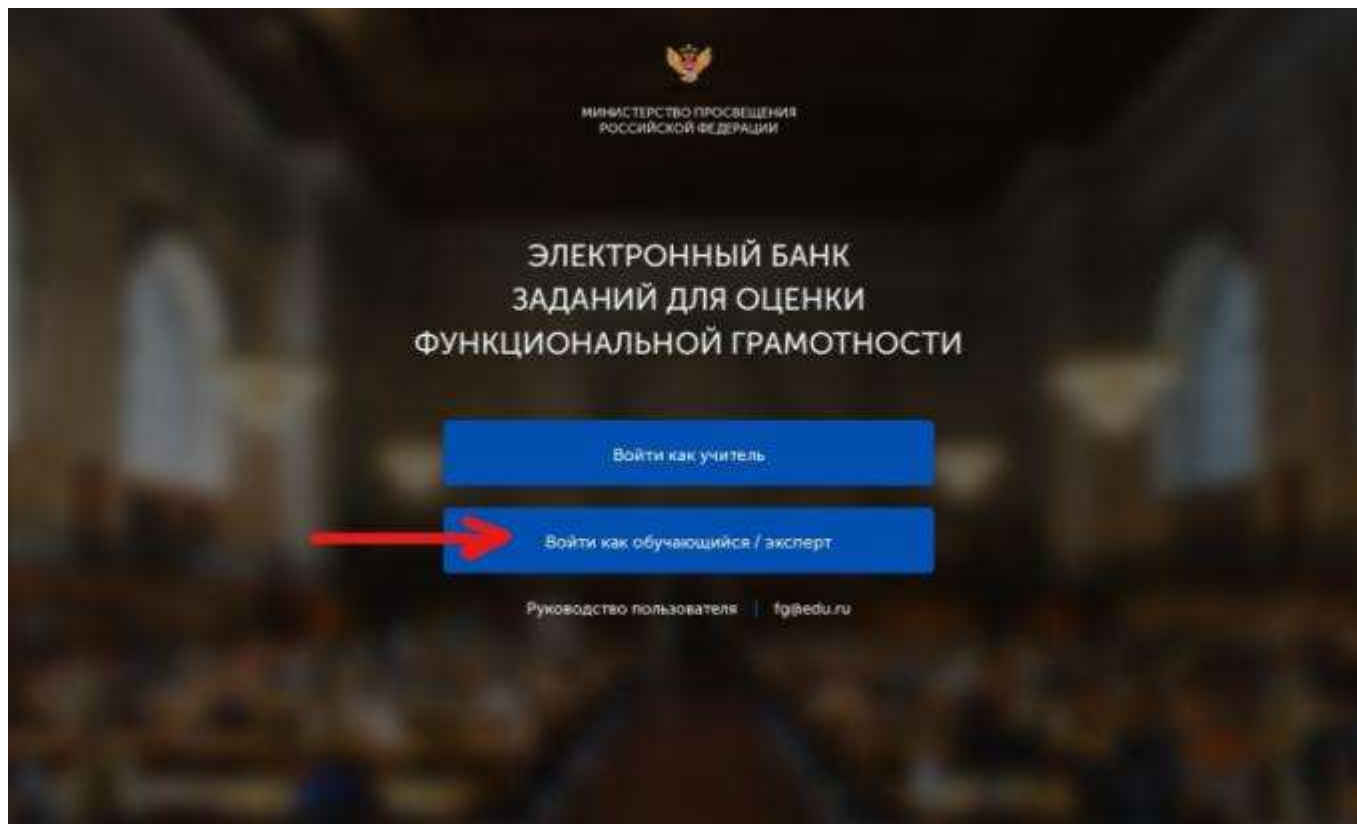 МИНИСТЕРСТВО ПРОСВЕЩЕНИЯ
РОССИЙСКОЙ ФЕДЕРАЦИИ
ЭЛЕКТРОННЫЙ БАНК
ЗАДАНИЙ ДЛЯ ОЦЕНКИ
ФУНКЦИОНАЛЬНОЙ ГРАМОТНОСТИ
Войти как учитель
Войти как обучающийся / эксперт
Руководство пользователя | fg@edu.ru